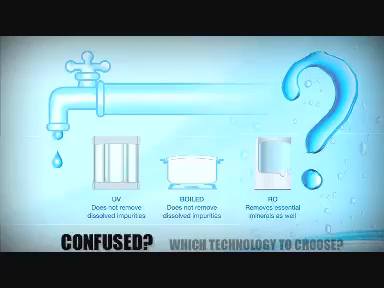 UV
Does not remove
dissolved impurities
BOILED
Does not remove
dissolved impurities
RO
Removes essential
minerals as well
CONFUSED? WHICH TECHNOLOGY TO CHOOSE?